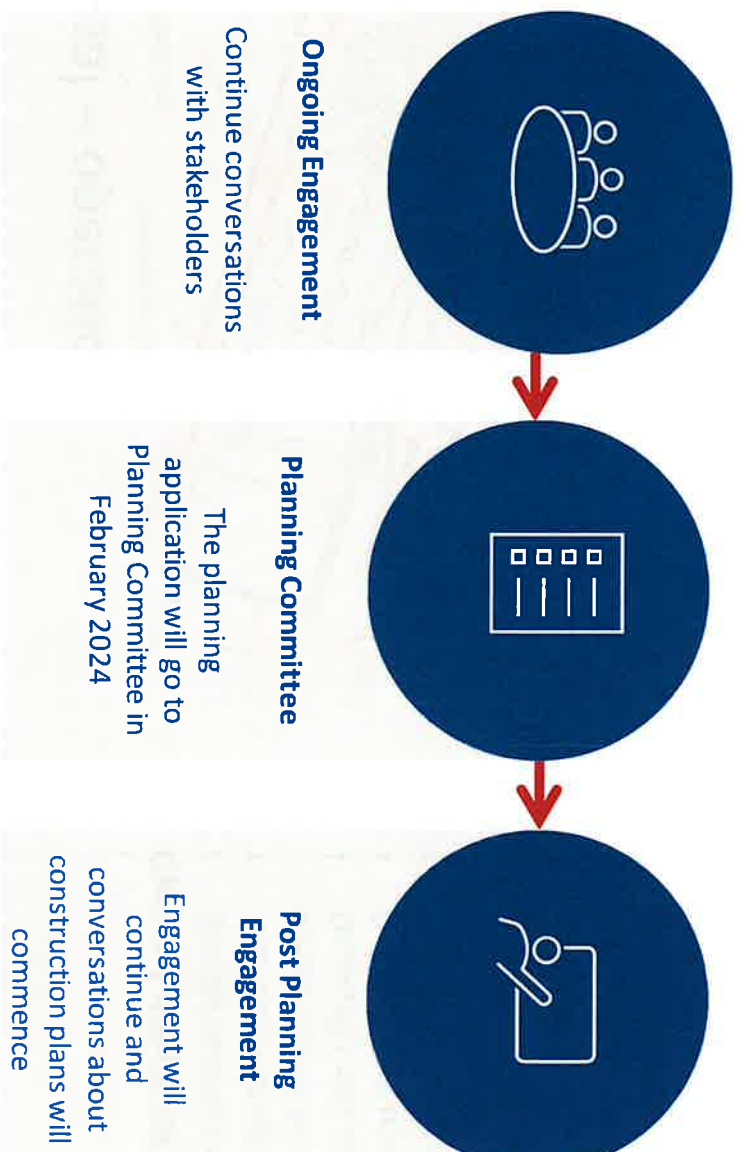 Ongoing Engagement
Continue conversations
with stakeholders
Planning Committee
The planning
application will go to
Planning Committee in
February 2024
Post Planning
Engagement
Engagement will
continue and
conversations about
construction plans will
commence